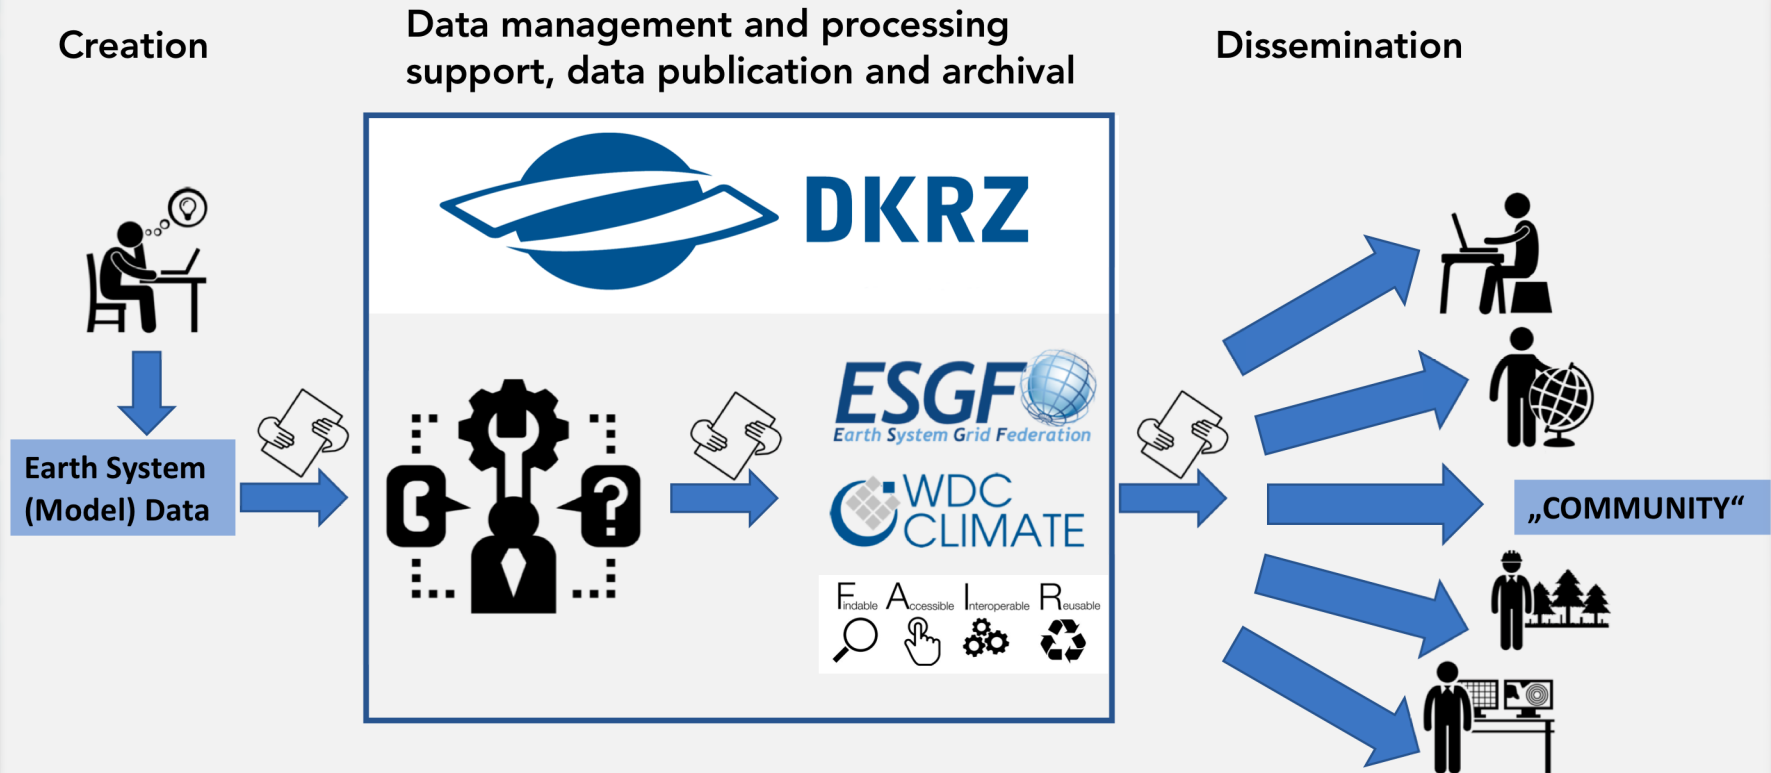 Creation
Data management and processing
support, data publication and archival
Dissemination
DKRZ
Earth System
(Model) Data
?
ESGF
Earth System Grid Federation
WDC
CLIMATE
Findable Accessible Interoperable Reusable
„COMMUNITY“